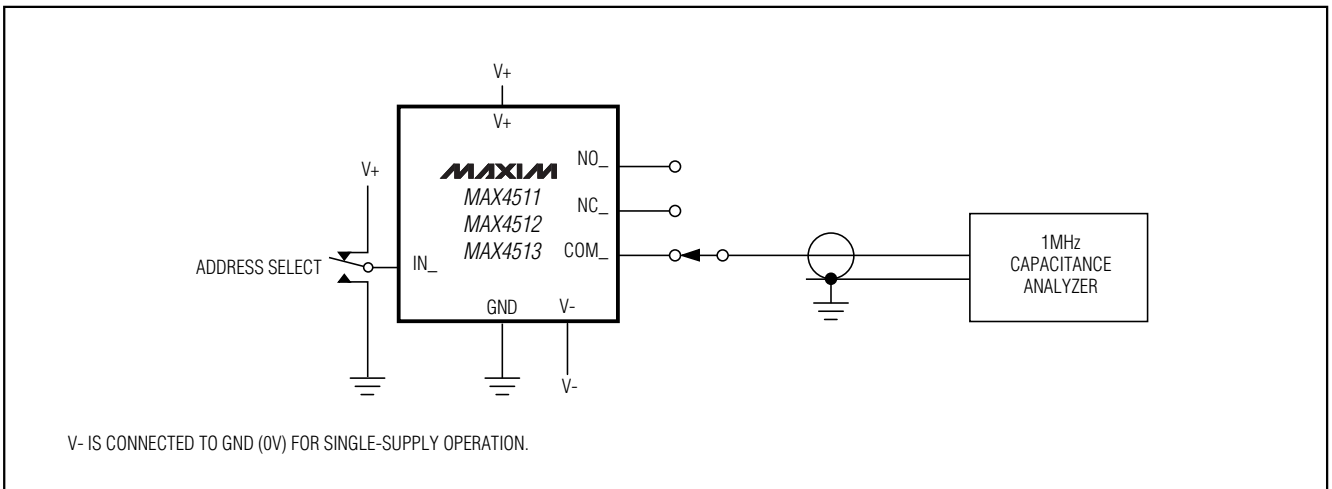 V+
V+
V+
MAXIM
MAX4511
MAX4512
MAX4513
NO_
NC_
COM_
IN_
ADDRESS SELECT
GND
V-
V-
1MHz
CAPACITANCE
ANALYZER
V- IS CONNECTED TO GND (0V) FOR SINGLE-SUPPLY OPERATION.